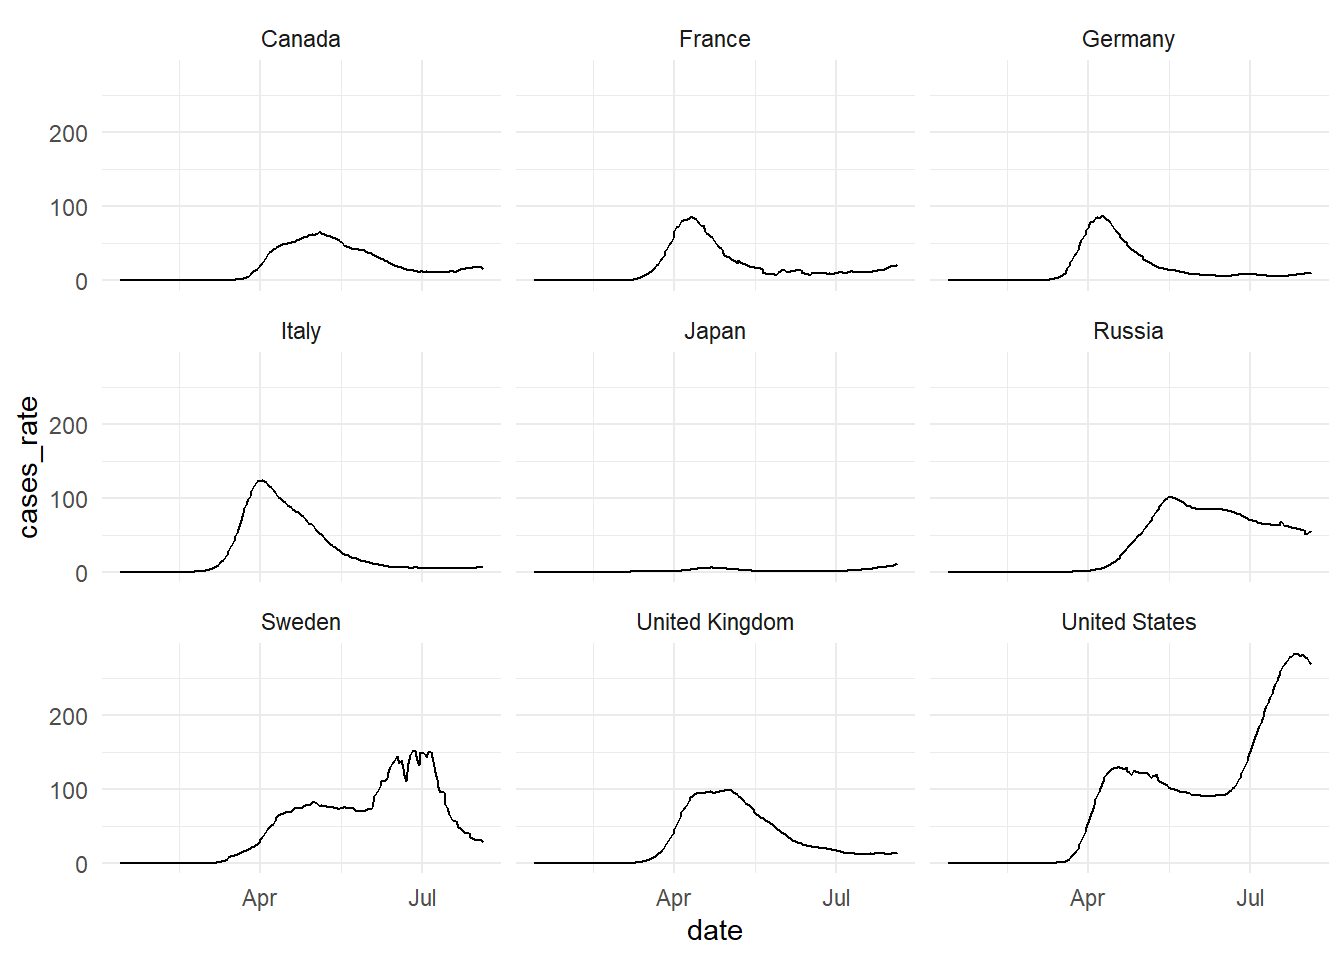 Canada France Germany
200
100
0
Italy Japan Russia
200
100
0
cases_rate
Sweden United Kingdom United States
200
100
0
Apr Jul Apr Jul Apr Jul
date